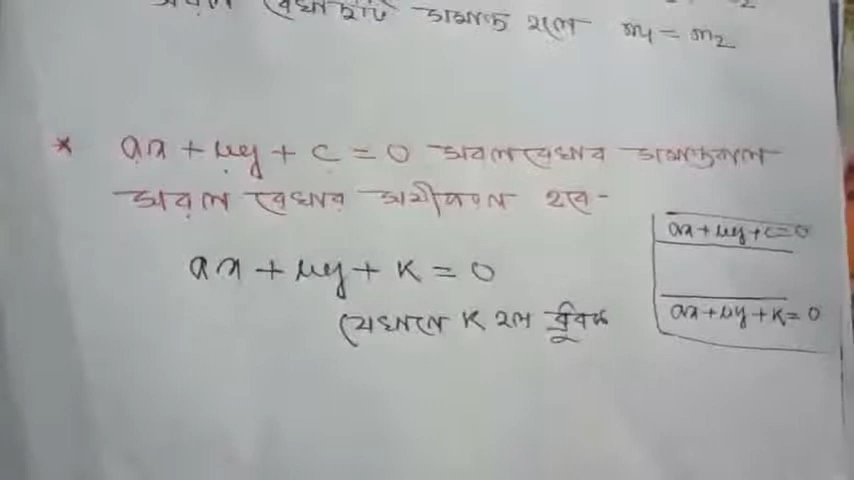 সরল রেখাদ্বয় সমান্তরাল হলে m₁ = m₂
* ax + by + c = 0 সরলরেখার সমান্তরাল
সরল রেখার সমীকরণ হবে-
ax + by + k = 0
যেখানে k হল ধ্রুবক
ax + by + c = 0
ax + by + k = 0